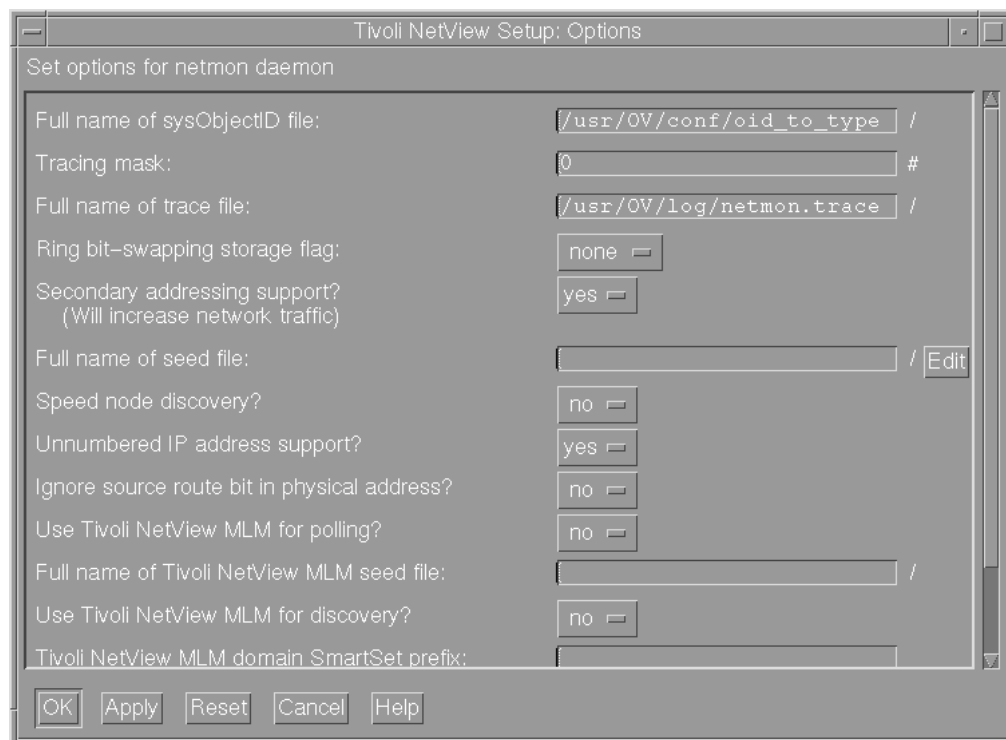 Tivoli NetView Setup: Options
Set options for netmon daemon
Full name of sysObjectID file: /usr/OV/conf/oid_to_type /
Tracing mask: 0 #
Full name of trace file: /usr/OV/log/netmon.trace /
Ring bit-swapping storage flag: none
Secondary addressing support? yes
(Will increase network traffic)
Full name of seed file: / Edit
Speed node discovery? no
Unnumbered IP address support? yes
Ignore source route bit in physical address? no
Use Tivoli NetView MLM for polling? no
Full name of Tivoli NetView MLM seed file: /
Use Tivoli NetView MLM for discovery? no
Tivoli NetView MLM domain SmartSet prefix:
OK Apply Reset Cancel Help